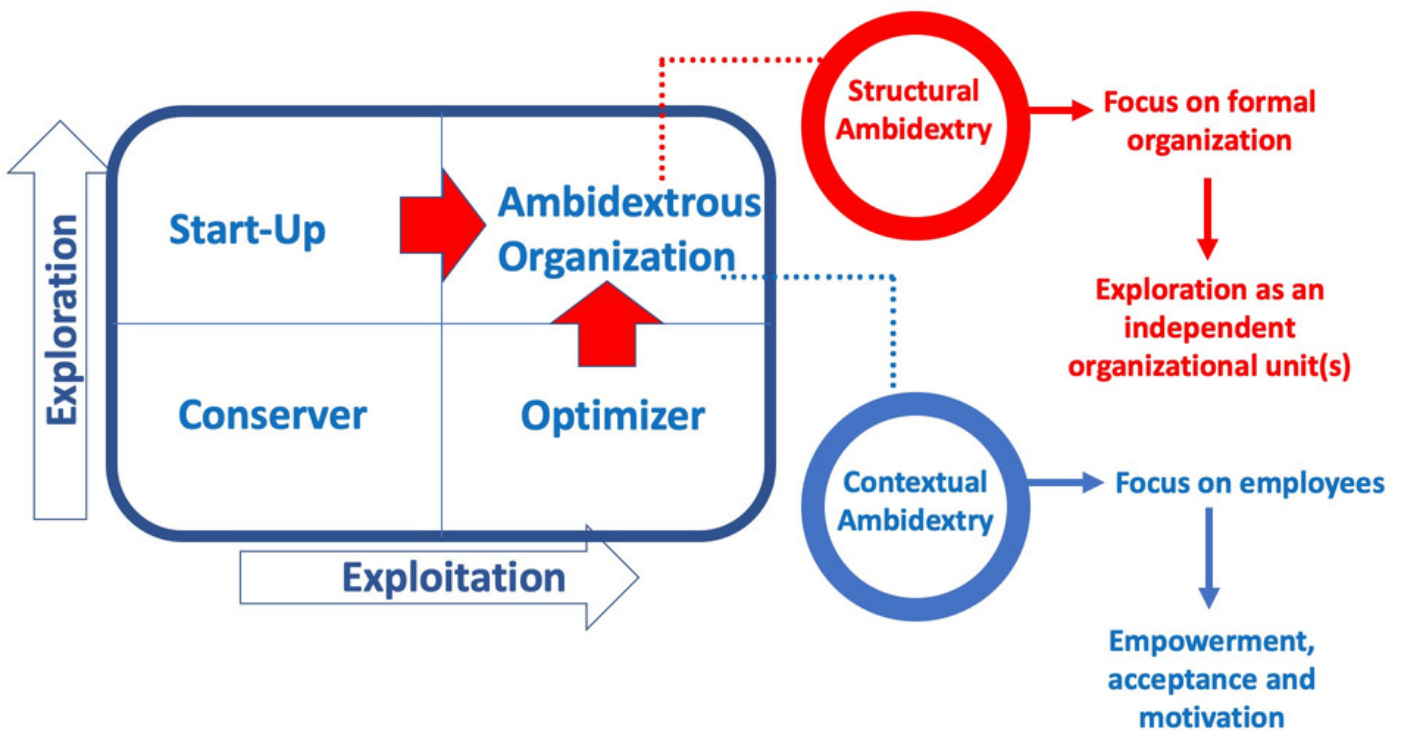 Exploration
Start-Up
Ambidextrous
Organization
Conserver
Optimizer
Exploitation
Structural
Ambidextry
Focus on formal
organization
Exploration as an
independent
organizational unit(s)
Contextual
Ambidextry
Focus on employees
Empowerment,
acceptance and
motivation